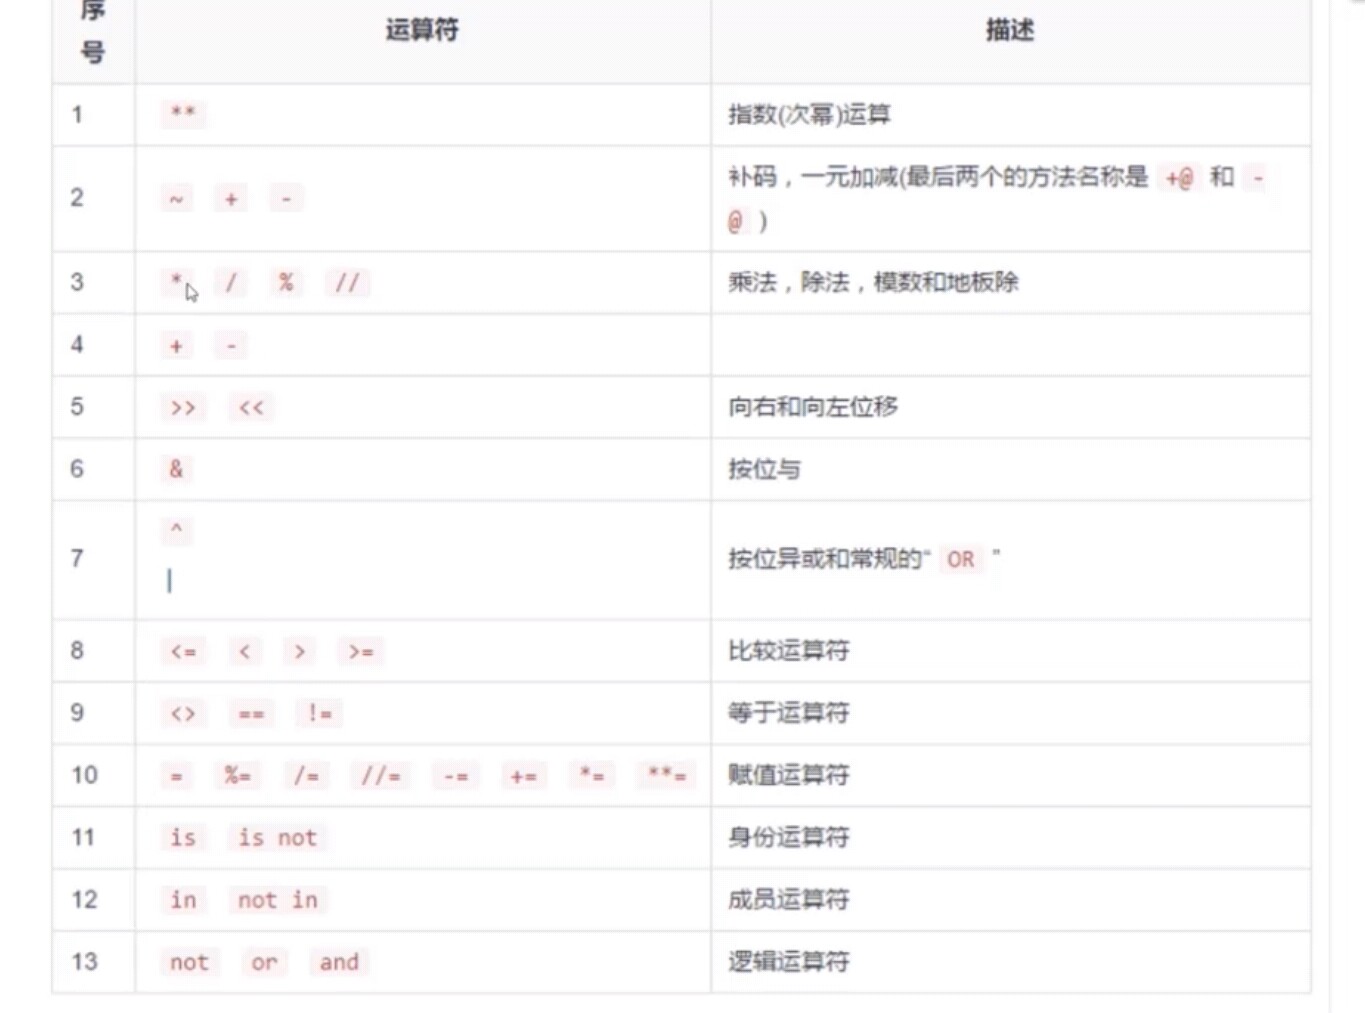 序号 运算符 描述
1 ** 指数(次幂)运算
2 ~ + - 补码，一元加减(最后两个的方法名称是 +@ 和 -
@ )
3 * / % // 乘法，除法，模数和地板除
4 + -
5 >> << 向右和向左位移
6 & 按位与
7 ^ | 按位异或和常规的“ OR ”
8 <= < > >= 比较运算符
9 <> == != 等于运算符
10 = %= /= //= -= += *= **= 赋值运算符
11 is is not 身份运算符
12 in not in 成员运算符
13 not or and 逻辑运算符